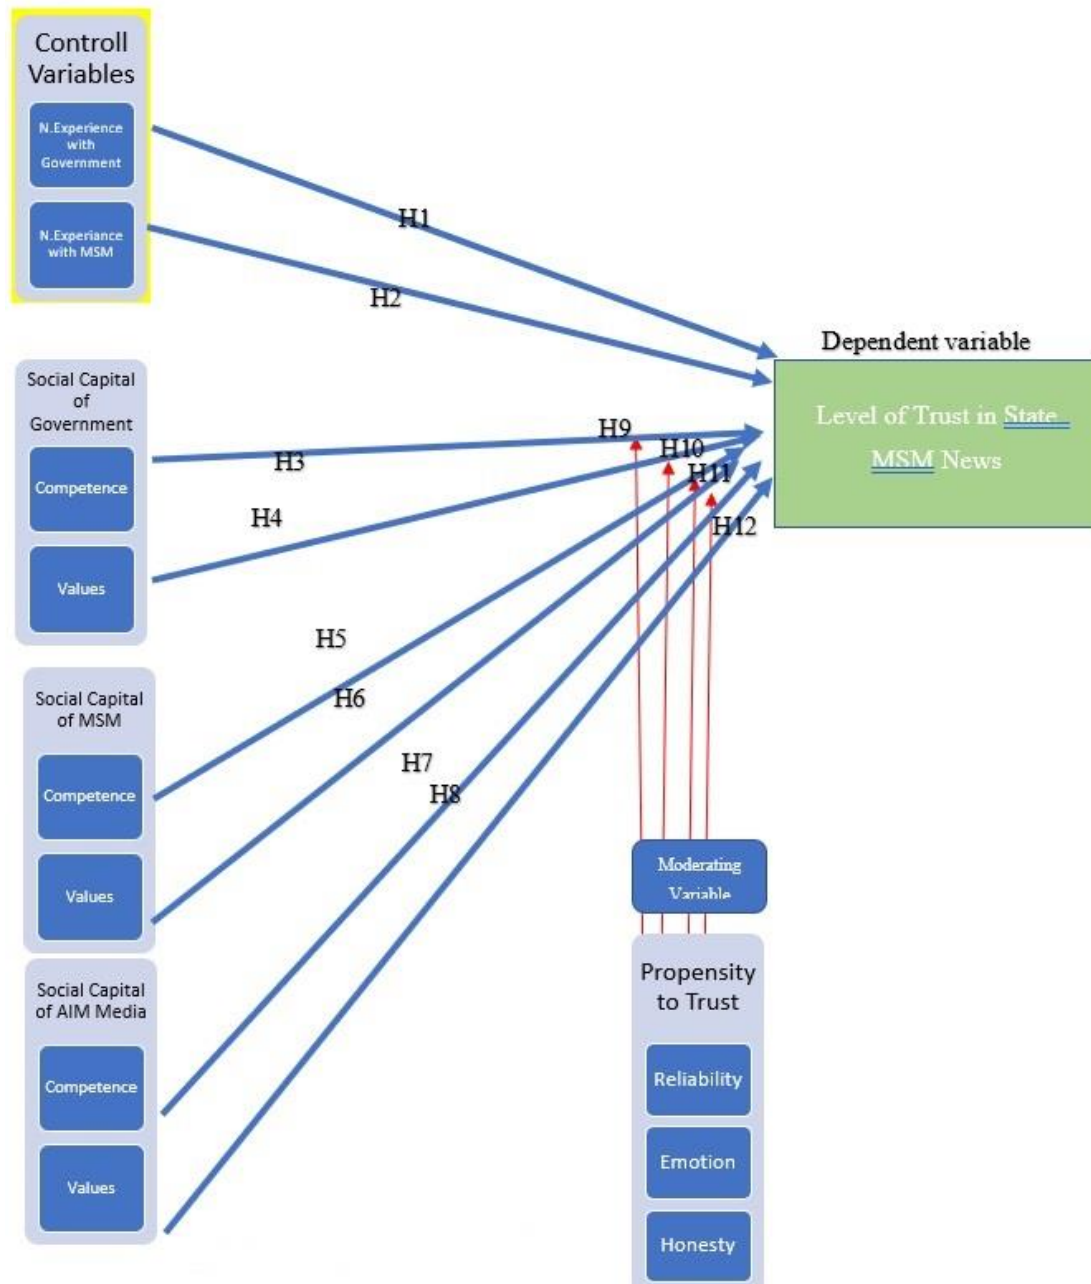 Controll
Variables
N.Experience
with
Government
N.Experiance
with MSM
H1
H2
Dependent variable
Level of Trust in State
MSM News
Social Capital
of
Government
Competence
Values
H3
H4
H9
H10
H11
H12
H5
H6
H7
H8
Social Capital
of MSM
Competence
Values
Social Capital
of AIM Media
Competence
Values
Moderating
Variable
Propensity
to Trust
Reliability
Emotion
Honesty